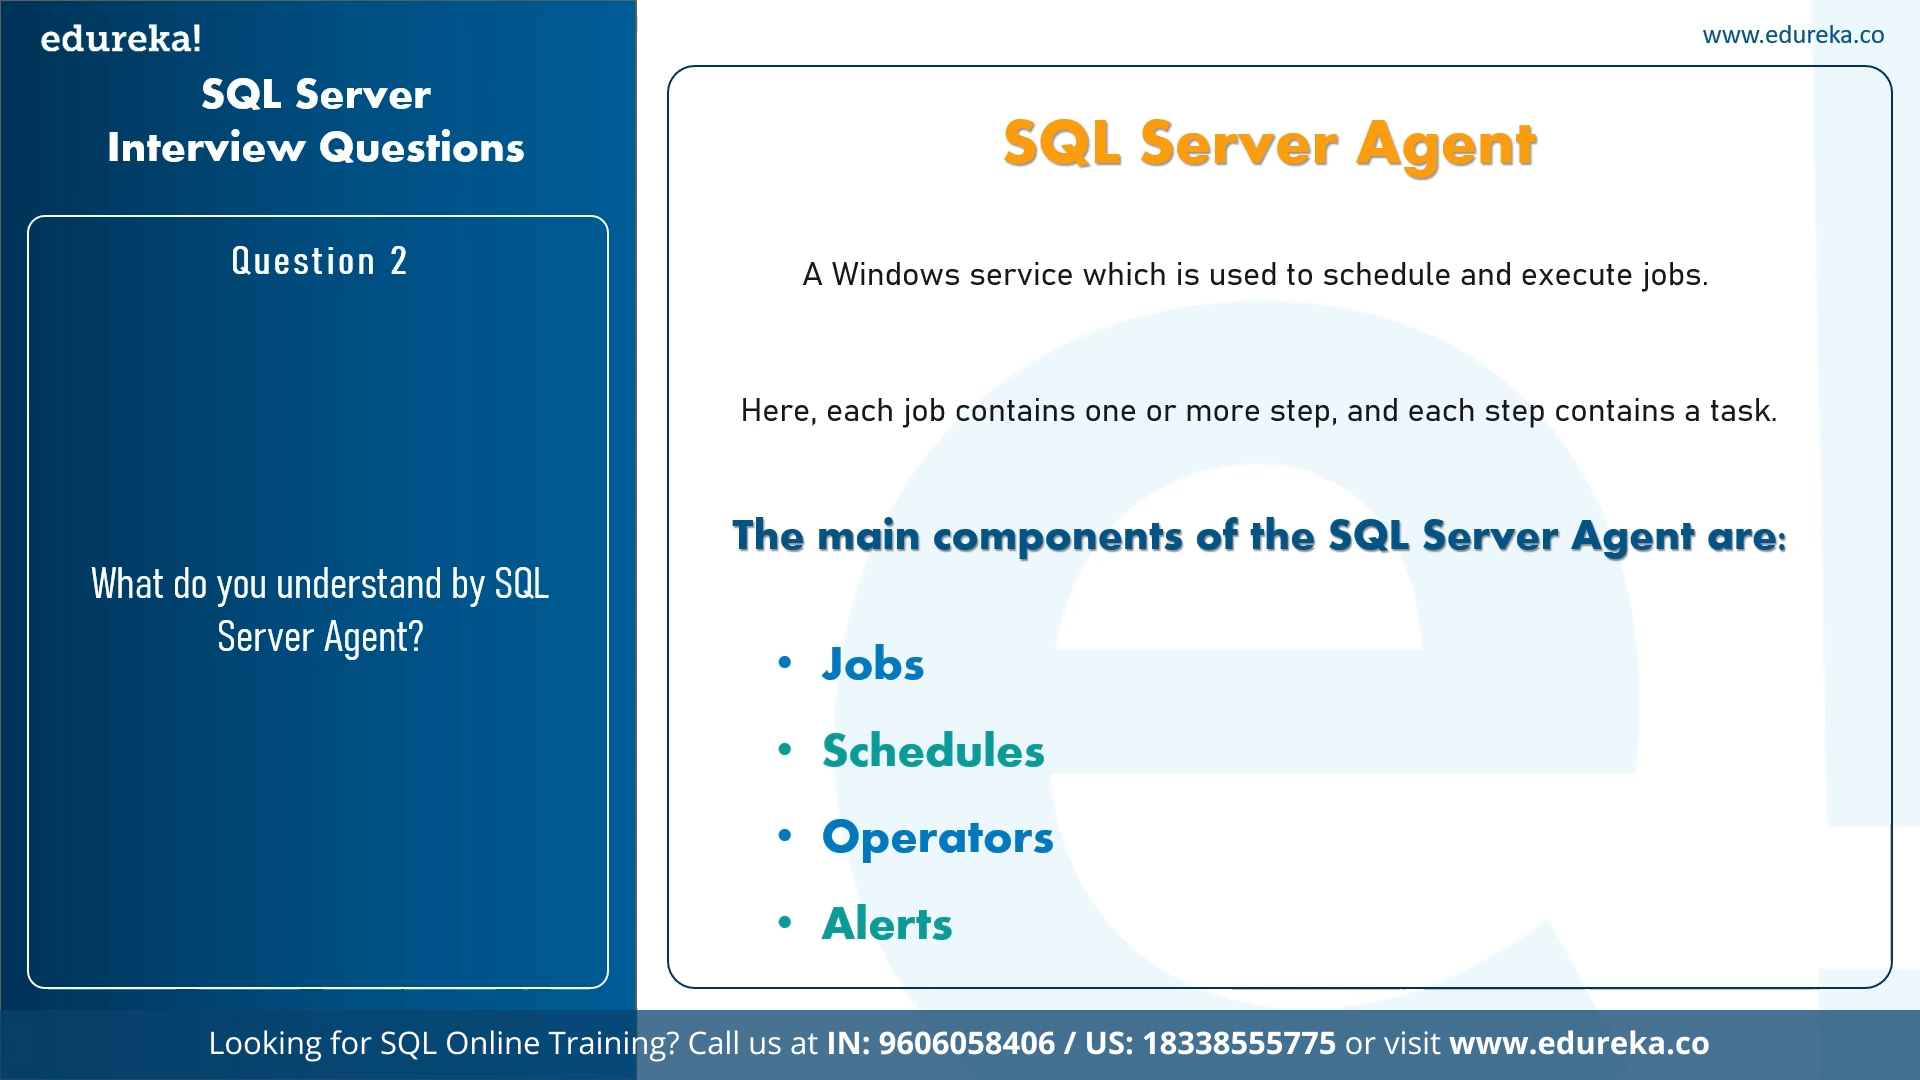 edureka!
SQL Server
Interview Questions
Question 2
What do you understand by SQL
Server Agent?
www.edureka.co
SQL Server Agent
A Windows service which is used to schedule and execute jobs.
Here, each job contains one or more step, and each step contains a task.
The main components of the SQL Server Agent are:
• Jobs
• Schedules
• Operators
• Alerts
Looking for SQL Online Training? Call us at IN: 9606058406 / US: 18338555775 or visit www.edureka.co